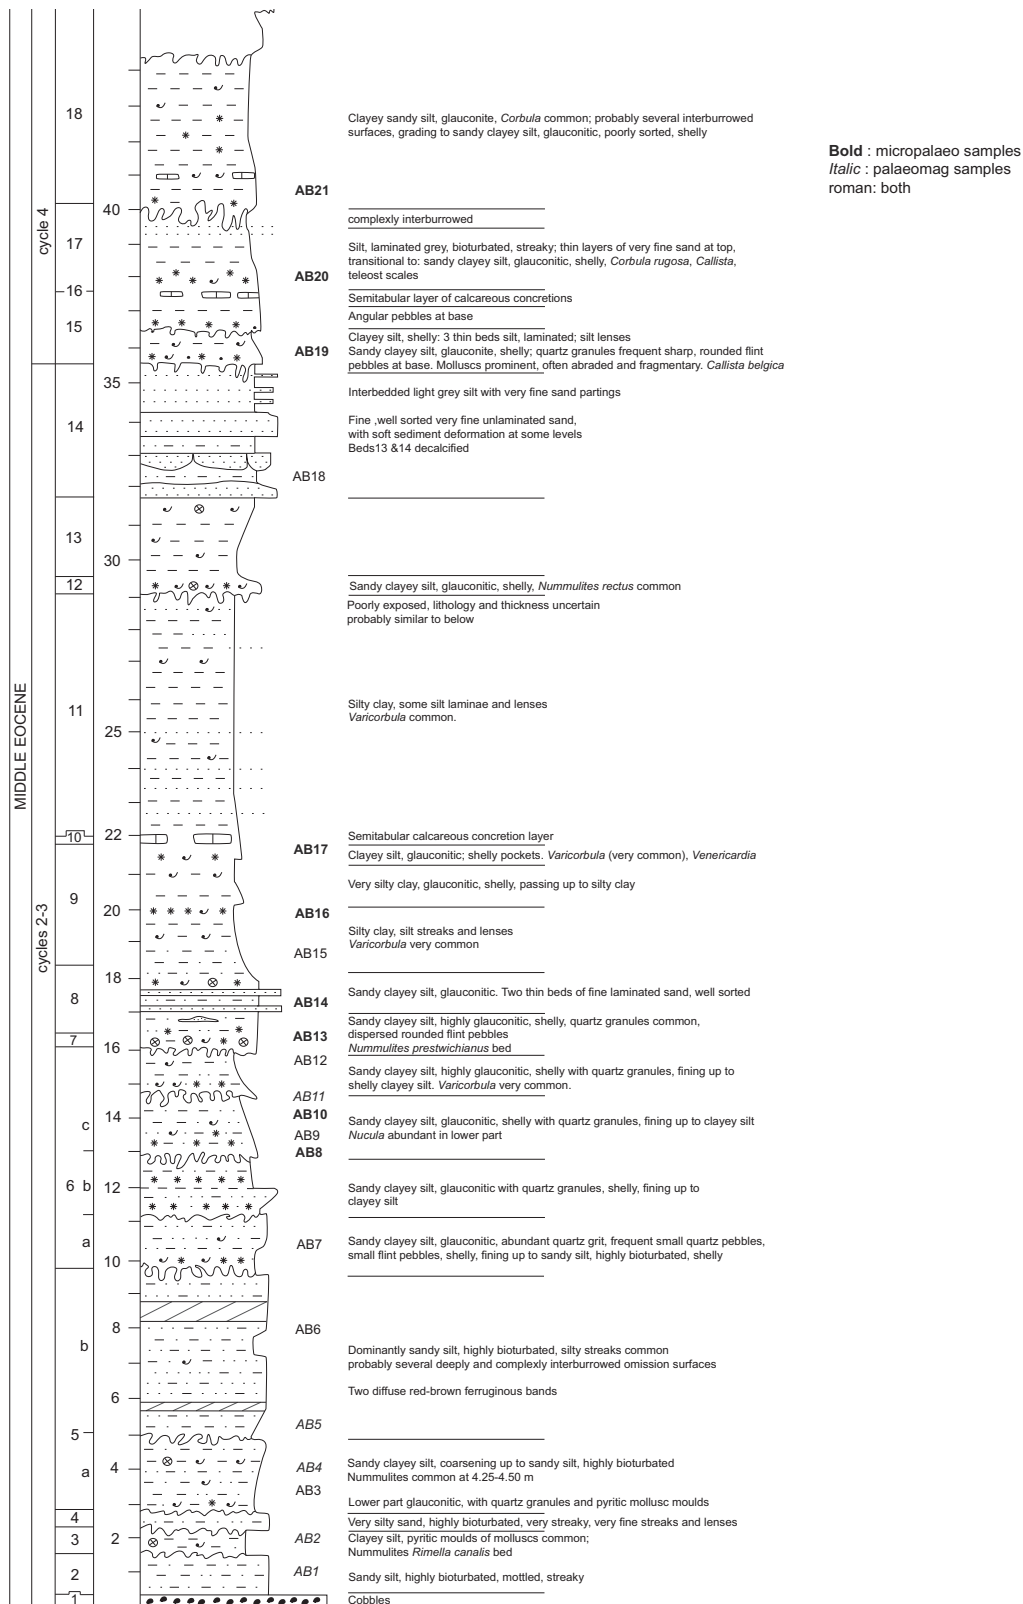 18
Clayey sandy silt, glauconite, Corbula common; probably several interburrowed
surfaces, grading to sandy clayey silt, glauconitic, poorly sorted, shelly
Bold : micropalaeo samples
Italic : palaeomag samples
roman: both
AB21
40
complexly interburrowed
cycle 4
17
Silt, laminated grey, bioturbated, streaky; thin layers of very fine sand at top,
transitional to: sandy clayey silt, glauconitic, shelly, Corbula rugosa, Callista,
teleost scales
AB20
16
Semitabular layer of calcareous concretions
Angular pebbles at base
15
Clayey silt, shelly: 3 thin beds silt, laminated; silt lenses
AB19
Sandy clayey silt, glauconite, shelly; quartz granules frequent sharp, rounded flint
pebbles at base. Molluscs prominent, often abraded and fragmentary. Callista belgica
35
Interbedded light grey silt with very fine sand partings
14
Fine ,well sorted very fine unlaminated sand,
with soft sediment deformation at some levels
Beds13 &14 decalcified
AB18
13
30
12
Sandy clayey silt, glauconitic, shelly, Nummulites rectus common
Poorly exposed, lithology and thickness uncertain
probably similar to below
MIDDLE EOCENE
11
Silty clay, some silt laminae and lenses
Varicorbula common.
25
10
22
Semitabular calcareous concretion layer
AB17
Clayey silt, glauconitic; shelly pockets. Varicorbula (very common), Venericardia
9
Very silty clay, glauconitic, shelly, passing up to silty clay
20
AB16
cycles 2-3
Silty clay, silt streaks and lenses
Varicorbula very common
AB15
18
8
Sandy clayey silt, glauconitic. Two thin beds of fine laminated sand, well sorted
AB14
Sandy clayey silt, highly glauconitic, shelly, quartz granules common,
dispersed rounded flint pebbles
Nummulites prestwichianus bed
AB13
7
16
AB12
Sandy clayey silt, highly glauconitic, shelly with quartz granules, fining up to
shelly clayey silt. Varicorbula very common.
AB11
14
AB10
c
Sandy clayey silt, glauconitic, shelly with quartz granules, fining up to clayey silt
Nucula abundant in lower part
AB9
AB8
6 b
12
Sandy clayey silt, glauconitic with quartz granules, shelly, fining up to
clayey silt
a
AB7
Sandy clayey silt, glauconitic, abundant quartz grit, frequent small quartz pebbles,
small flint pebbles, shelly, fining up to sandy silt, highly bioturbated, shelly
10
8
AB6
b
Dominantly sandy silt, highly bioturbated, silty streaks common
probably several deeply and complexly interburrowed omission surfaces
Two diffuse red-brown ferruginous bands
6
AB5
5
a
4
AB4
Sandy clayey silt, coarsening up to sandy silt, highly bioturbated
Nummulites common at 4.25-4.50 m
AB3
Lower part glauconitic, with quartz granules and pyritic mollusc moulds
4
Very silty sand, highly bioturbated, very streaky, very fine streaks and lenses
3
2
AB2
Clayey silt, pyritic moulds of molluscs common;
Nummulites Rimella canalis bed
2
AB1
Sandy silt, highly bioturbated, mottled, streaky
1
Cobbles